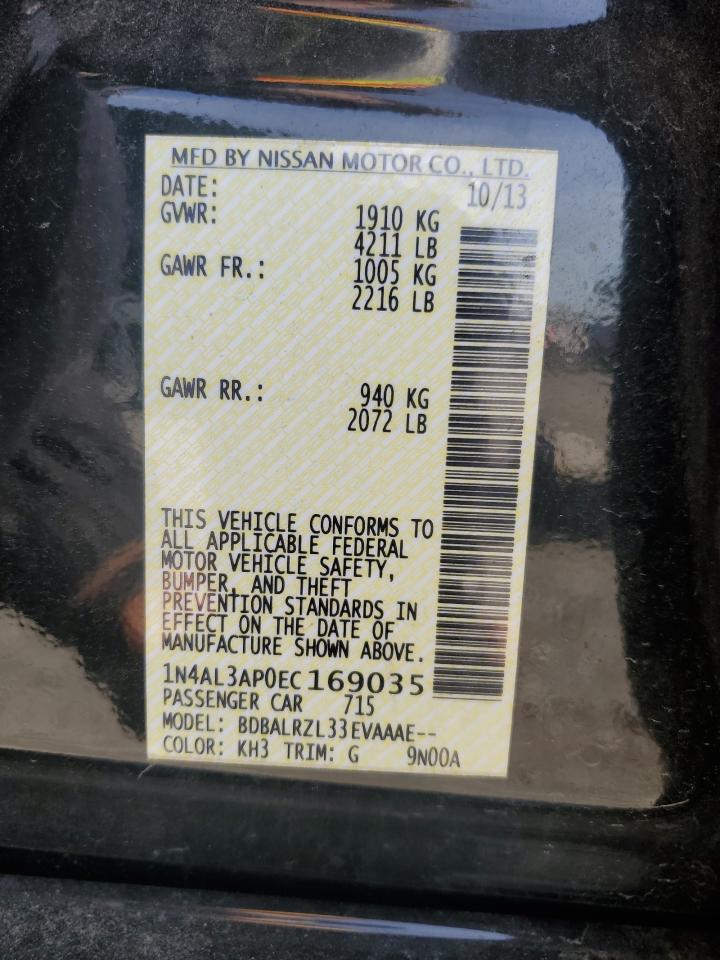 MFD BY NISSAN MOTOR CO., LTD.
DATE: 10/13
GVWR: 1910 KG
4211 LB
GAWR FR.: 1005 KG
2216 LB
GAWR RR.: 940 KG
2072 LB
THIS VEHICLE CONFORMS TO
ALL APPLICABLE FEDERAL
MOTOR VEHICLE SAFETY,
BUMPER, AND THEFT
PREVENTION STANDARDS IN
EFFECT ON THE DATE OF
MANUFACTURE SHOWN ABOVE.
1N4AL3AP0EC169035
PASSENGER CAR 715
MODEL: BDBALRZL33EVAAAE--
COLOR: KH3 TRIM: G 9N00A